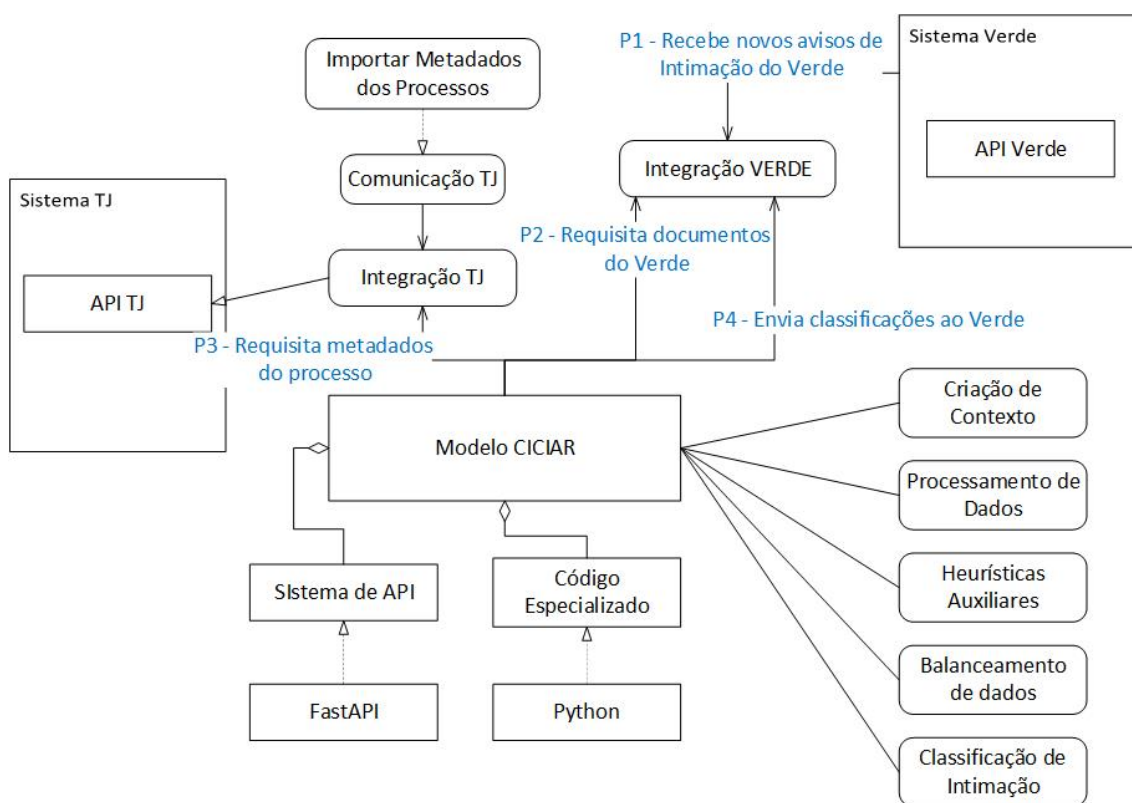 Importar Metadados
dos Processos
P1 - Recebe novos avisos de
Intimação do Verde
Sistema Verde
API Verde
Comunicação TJ
Integração VERDE
Sistema TJ
API TJ
Integração TJ
P2 - Requisita documentos
do Verde
P3 - Requisita metadados
do processo
P4 - Envia classificações ao Verde
Modelo CICIAR
Criação de
Contexto
Processamento de
Dados
Heurísticas
Auxiliares
Balanceamento
de dados
Classificação de
Intimação
SIstema de API
Código
Especializado
FastAPI
Python